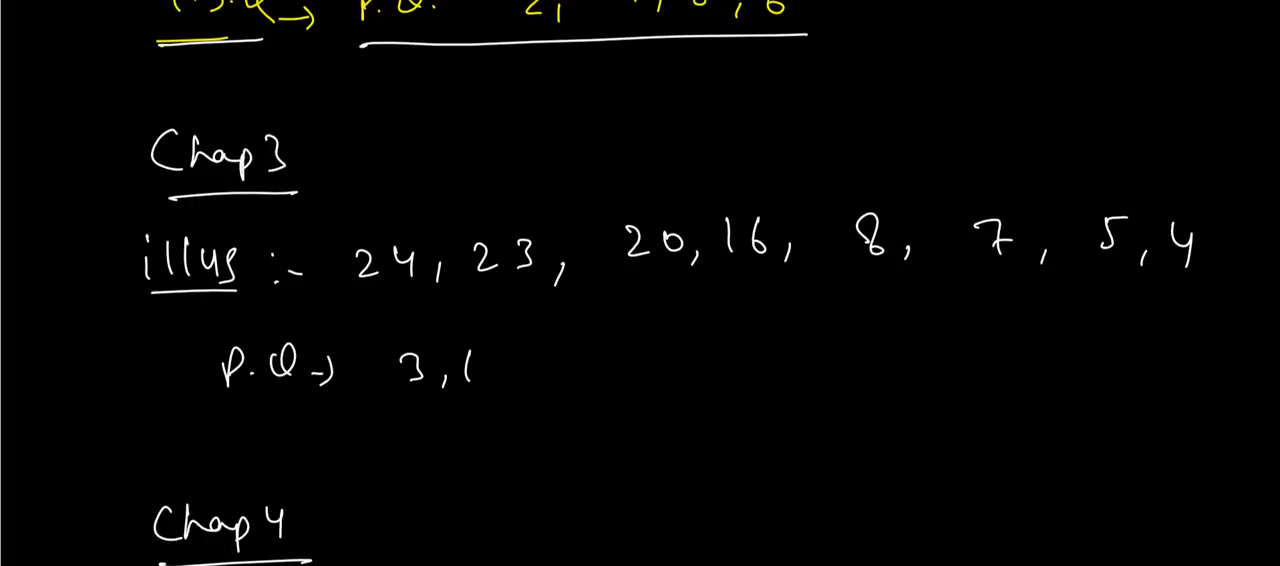 P.Q.
Chap 3
illus :- 24, 23, 20, 16, 8, 7, 5, 4
P.Q → 3, 1
Chap 4